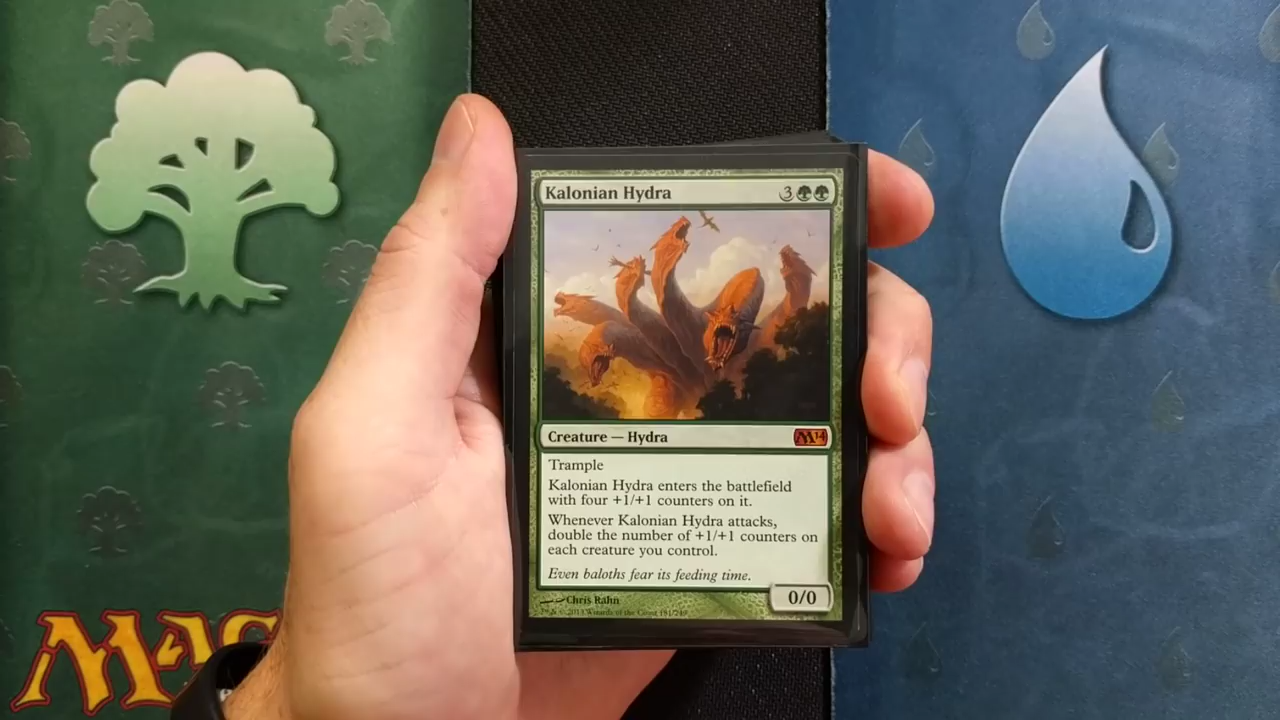 Kalonian Hydra 3
Creature — Hydra M14
Trample
Kalonian Hydra enters the battlefield
with four +1/+1 counters on it.
Whenever Kalonian Hydra attacks,
double the number of +1/+1 counters on
each creature you control.
Even baloths fear its feeding time.
0/0
Chris Rahn
™ & © 2013 Wizards of the Coast 181/249